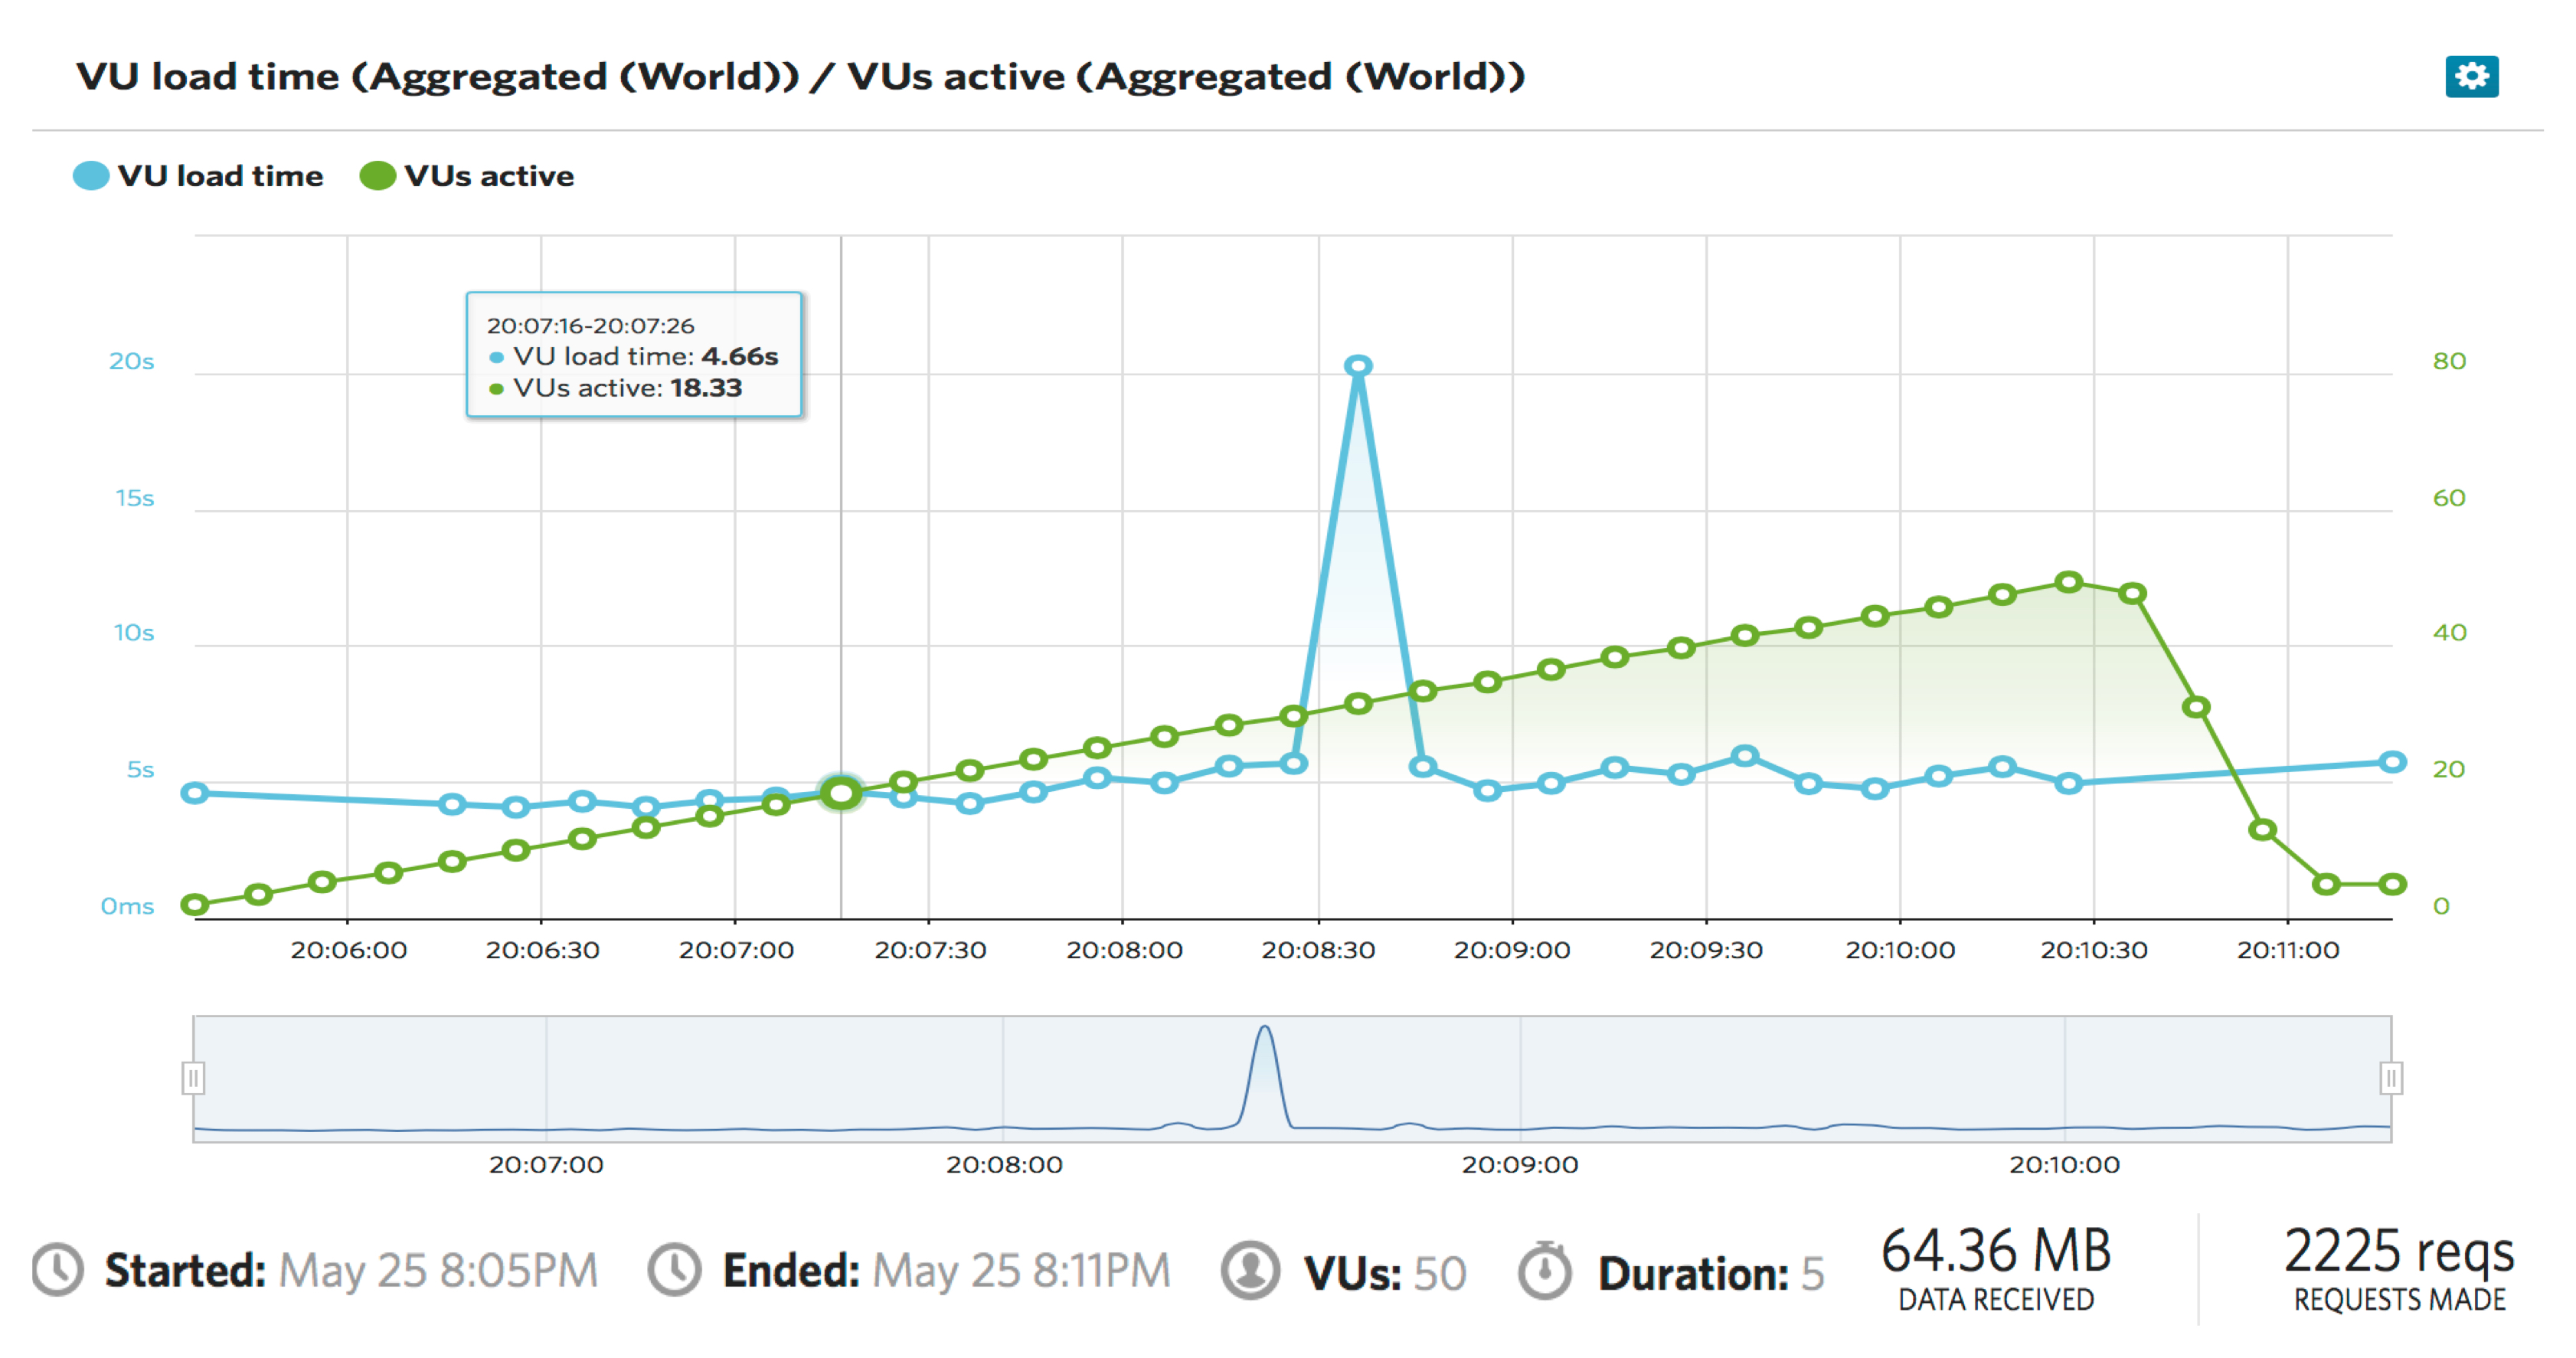 VU load time (Aggregated (World)) / VUs active (Aggregated (World))
VU load time VUs active
20:07:16-20:07:26
VU load time: 4.66s
VUs active: 18.33
20s 80
15s 60
10s 40
5s 20
0ms 0
20:06:00 20:06:30 20:07:00 20:07:30 20:08:00 20:08:30 20:09:00 20:09:30 20:10:00 20:10:30 20:11:00
20:07:00 20:08:00 20:09:00 20:10:00
Started: May 25 8:05PM Ended: May 25 8:11PM VUs: 50 Duration: 5 64.36 MB 2225 reqs
DATA RECEIVED REQUESTS MADE